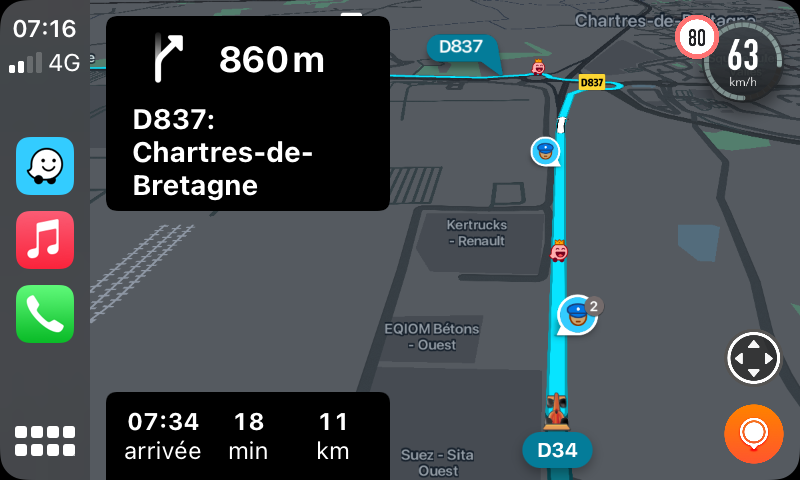 07:16
4G
860 m
D837:
Chartres-de-
Bretagne
D837
Chartres-de-Bretagne
80
63
km/h
D837
Kertrucks
- Renault
2
EQIOM Bétons
- Ouest
07:34 18 11
arrivée min km
D34
Suez - Sita
Ouest